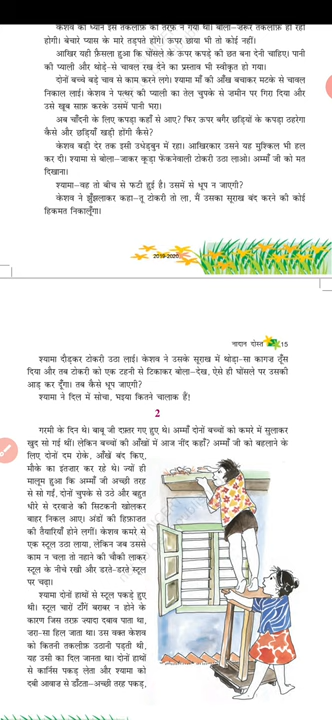 केशव का ध्यान इस तकलीफ़ की तरफ़ न गया था। बोला—ज़रूर तकलीफ़ हो रही
होगी। बेचारे प्यास के मारे तड़पते होंगे। ऊपर छाया भी तो कोई नहीं।
आखिर यही फ़ैसला हुआ कि घोंसले के ऊपर कपड़े की छत बना देनी चाहिए। पानी
की प्याली और थोड़े-से चावल रख देने का प्रस्ताव भी स्वीकृत हो गया।
दोनों बच्चे बड़े चाव से काम करने लगे। श्यामा माँ की आँख बचाकर मटके से चावल
निकाल लाई। केशव ने पत्थर की प्याली का तेल चुपके से ज़मीन पर गिरा दिया और
उसे खूब साफ़ करके उसमें पानी भरा।
अब चाँदनी के लिए कपड़ा कहाँ से आए? फिर ऊपर बगैर छड़ियों के कपड़ा ठहरेगा
कैसे और छड़ियाँ खड़ी होंगी कैसे?
केशव बड़ी देर तक इसी उधेड़बुन में रहा। आखिरकार उसने यह मुश्किल भी हल
कर दी। श्यामा से बोला—जाकर कूड़ा फेंकनेवाली टोकरी उठा लाओ। अम्माँ जी को मत
दिखाना।
श्यामा—वह तो बीच से फटी हुई है। उसमें से धूप न जाएगी?
केशव ने झुँझलाकर कहा—तू टोकरी तो ला, मैं उसका सूराख बंद करने की कोई
हिकमत निकालूँगा।
2019-2020
नादान दोस्त 15
श्यामा दौड़कर टोकरी उठा लाई। केशव ने उसके सूराख में थोड़ा-सा कागज ठूँस
दिया और तब टोकरी को एक टहनी से टिकाकर बोला—देख, ऐसे ही घोंसले पर उसकी
आड़ कर दूँगा। तब कैसे धूप जाएगी?
श्यामा ने दिल में सोचा, भइया कितने चालाक हैं!
2
गरमी के दिन थे। बाबू जी दफ़्तर गए हुए थे। अम्माँ दोनों बच्चों को कमरे में सुलाकर
खुद सो गई थीं। लेकिन बच्चों की आँखों में आज नींद कहाँ? अम्माँ जी को बहलाने के
लिए दोनों दम रोके, आँखें बंद किए,
मौके का इंतज़ार कर रहे थे। ज्यों ही
मालूम हुआ कि अम्माँ जी अच्छी तरह
से सो गईं, दोनों चुपके से उठे और बहुत
धीरे से दरवाजे की सिटकनी खोलकर
बाहर निकल आए। अंडों की हिफ़ाजत
की तैयारियाँ होने लगीं। केशव कमरे से
एक स्टूल उठा लाया, लेकिन जब उससे
काम न चला तो नहाने की चौकी लाकर
स्टूल के नीचे रखी और डरते-डरते स्टूल
पर चढ़ा।
श्यामा दोनों हाथों से स्टूल पकड़े हुए
थी। स्टूल चारों टाँगें बराबर न होने के
कारण जिस तरफ़ ज्यादा दबाव पाता था,
ज़रा-सा हिल जाता था। उस वक्त केशव
को कितनी तकलीफ़ उठानी पड़ती थी,
यह उसी का दिल जानता था। दोनों हाथों
से कार्निस पकड़ लेता और श्यामा को
दबी आवाज से डाँटता—अच्छी तरह पकड़,